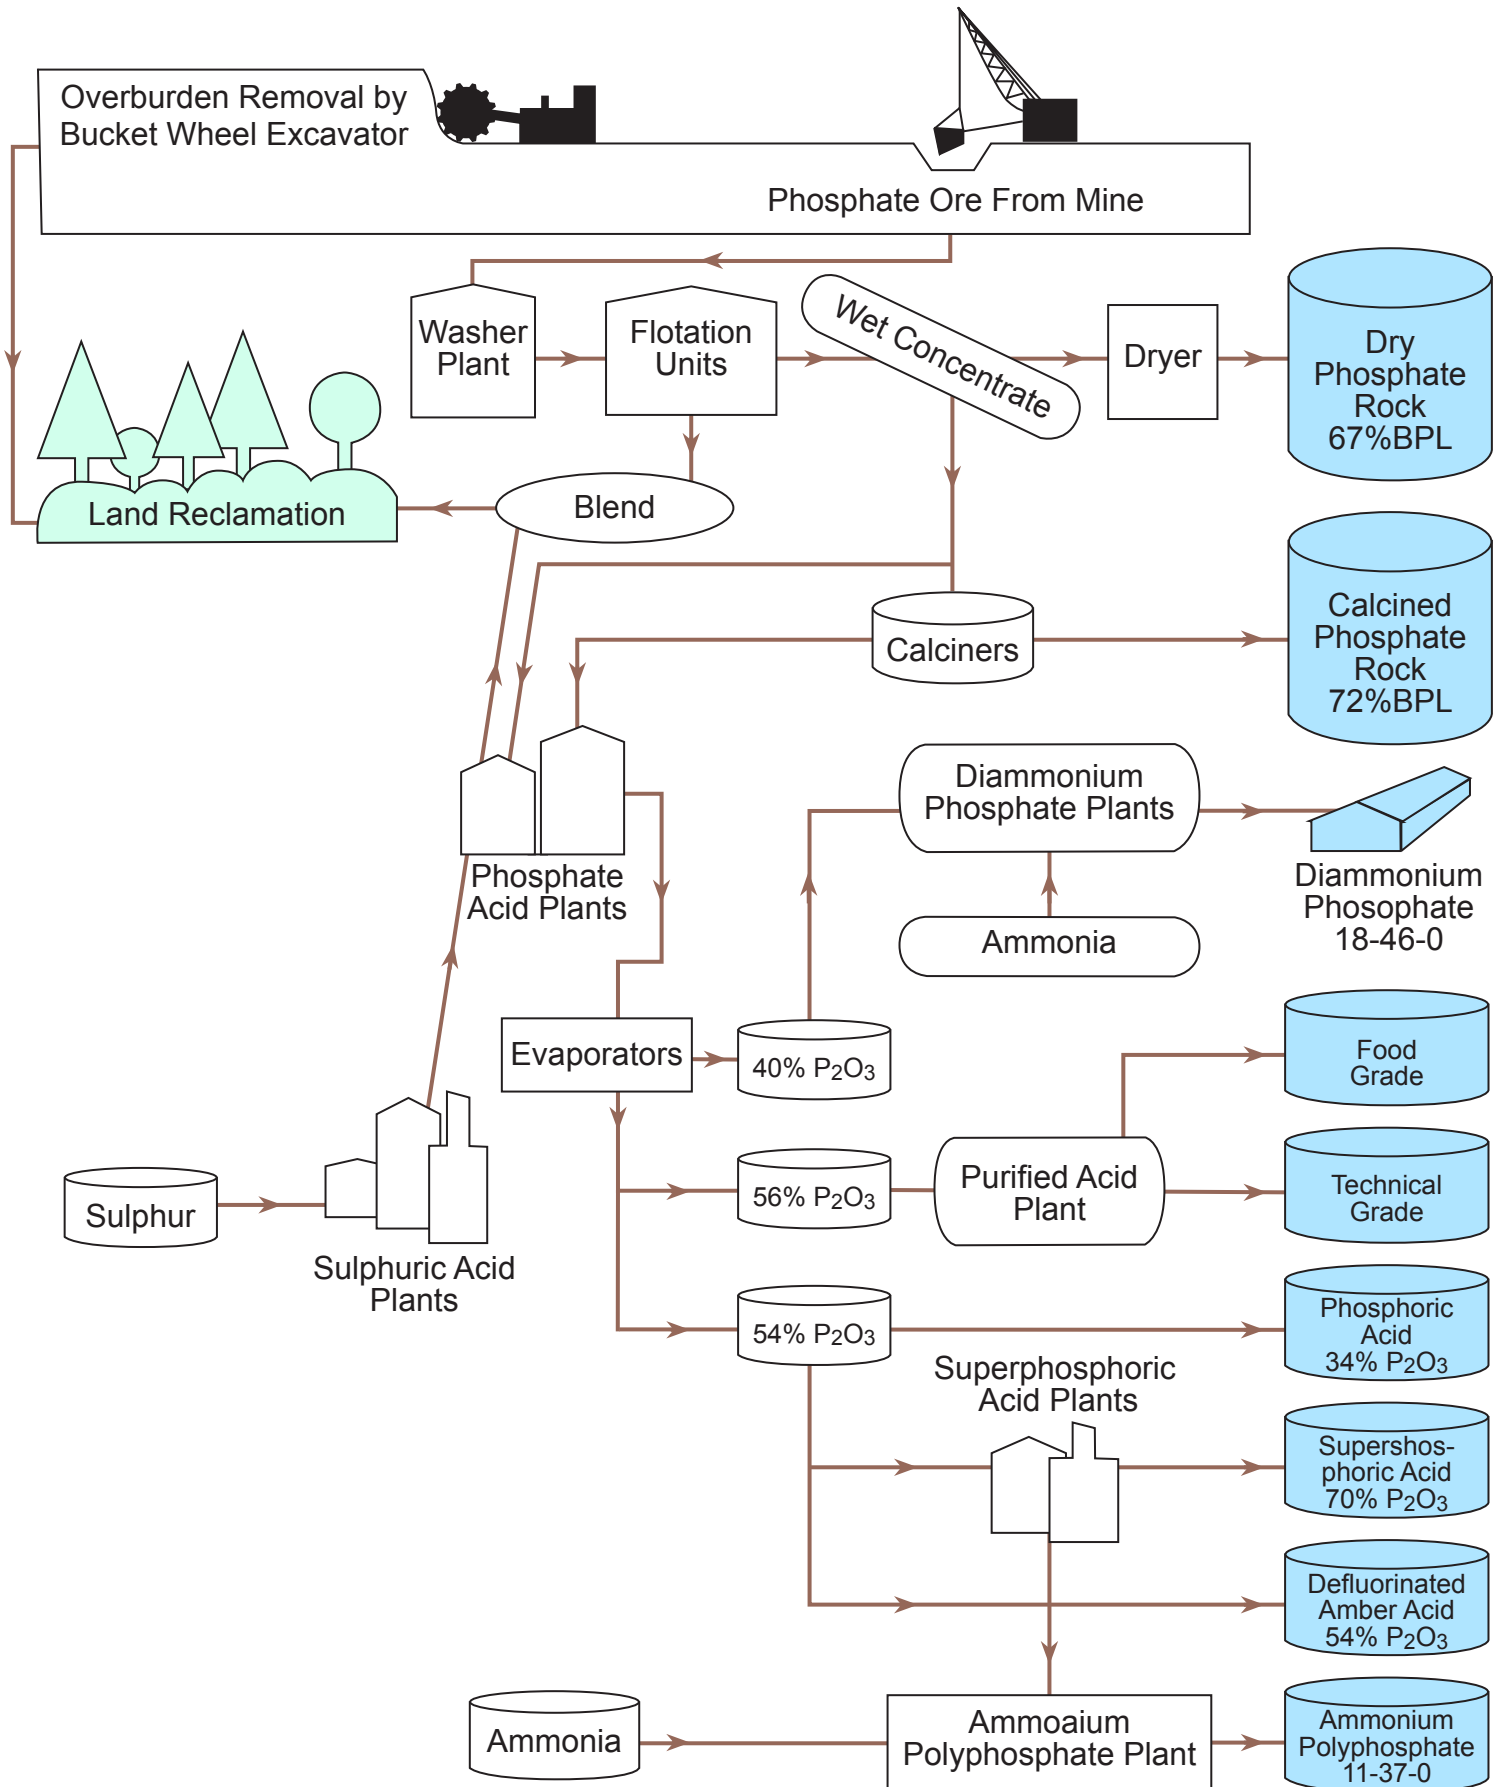 Overburden Removal by
Bucket Wheel Excavator
Phosphate Ore From Mine
Washer
Plant
Flotation
Units
Wet Concentrate
Dryer
Dry
Phosphate
Rock
67%BPL
Land Reclamation
Blend
Calciners
Calcined
Phosphate
Rock
72%BPL
Phosphate
Acid Plants
Diammonium
Phosphate Plants
Ammonia
Diammonium
Phosophate
18-46-0
Evaporators
40% P₂O₃
Food
Grade
Sulphur
Sulphuric Acid
Plants
56% P₂O₃
Purified Acid
Plant
Technical
Grade
54% P₂O₃
Phosphoric
Acid
34% P₂O₃
Superphosphoric
Acid Plants
Supershos-
phoric Acid
70% P₂O₃
Defluorinated
Amber Acid
54% P₂O₃
Ammonia
Ammoaium
Polyphosphate Plant
Ammonium
Polyphosphate
11-37-0